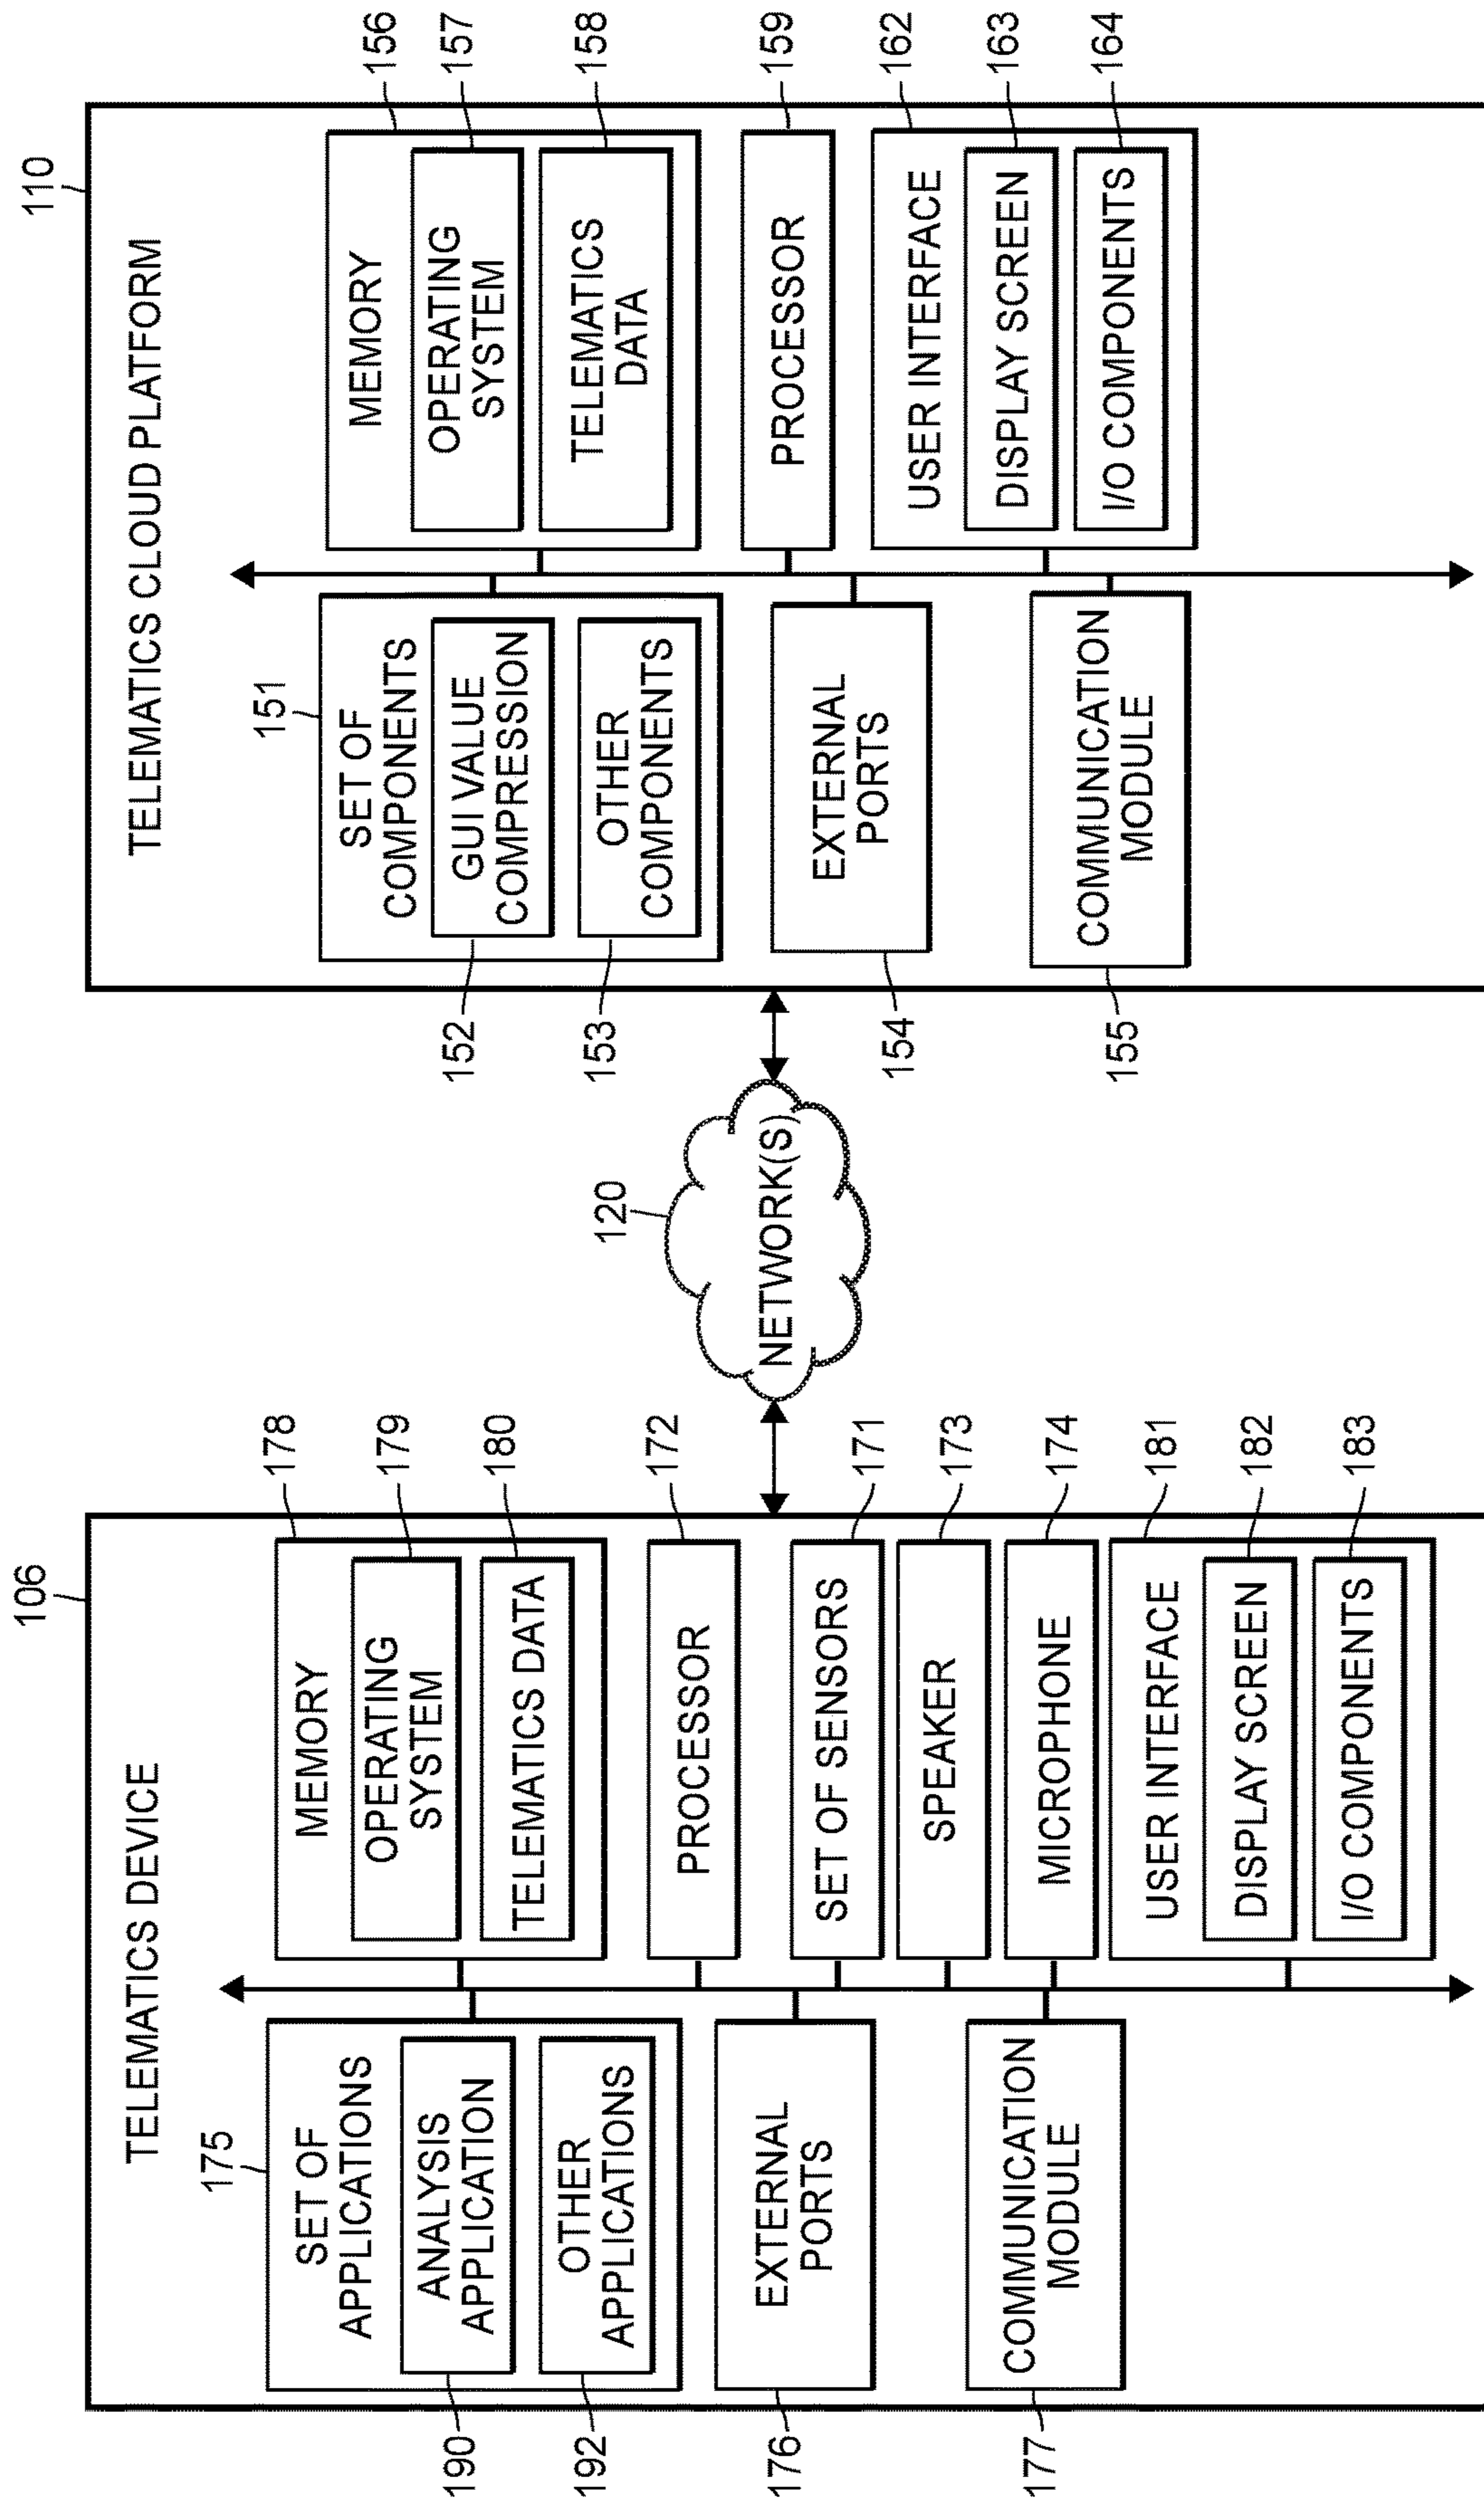 106
TELEMATICS DEVICE
175
SET OF
APPLICATIONS
190
ANALYSIS
APPLICATION
192
OTHER
APPLICATIONS
176
EXTERNAL
PORTS
177
COMMUNICATION
MODULE
178
MEMORY
179
OPERATING
SYSTEM
180
TELEMATICS DATA
172
PROCESSOR
171
SET OF SENSORS
173
SPEAKER
174
MICROPHONE
181
USER INTERFACE
182
DISPLAY SCREEN
183
I/O COMPONENTS
120
NETWORK(S)
110
TELEMATICS CLOUD PLATFORM
151
SET OF
COMPONENTS
152
GUI VALUE
COMPRESSION
153
OTHER
COMPONENTS
154
EXTERNAL
PORTS
155
COMMUNICATION
MODULE
156
MEMORY
157
OPERATING
SYSTEM
158
TELEMATICS
DATA
159
PROCESSOR
162
USER INTERFACE
163
DISPLAY SCREEN
164
I/O COMPONENTS